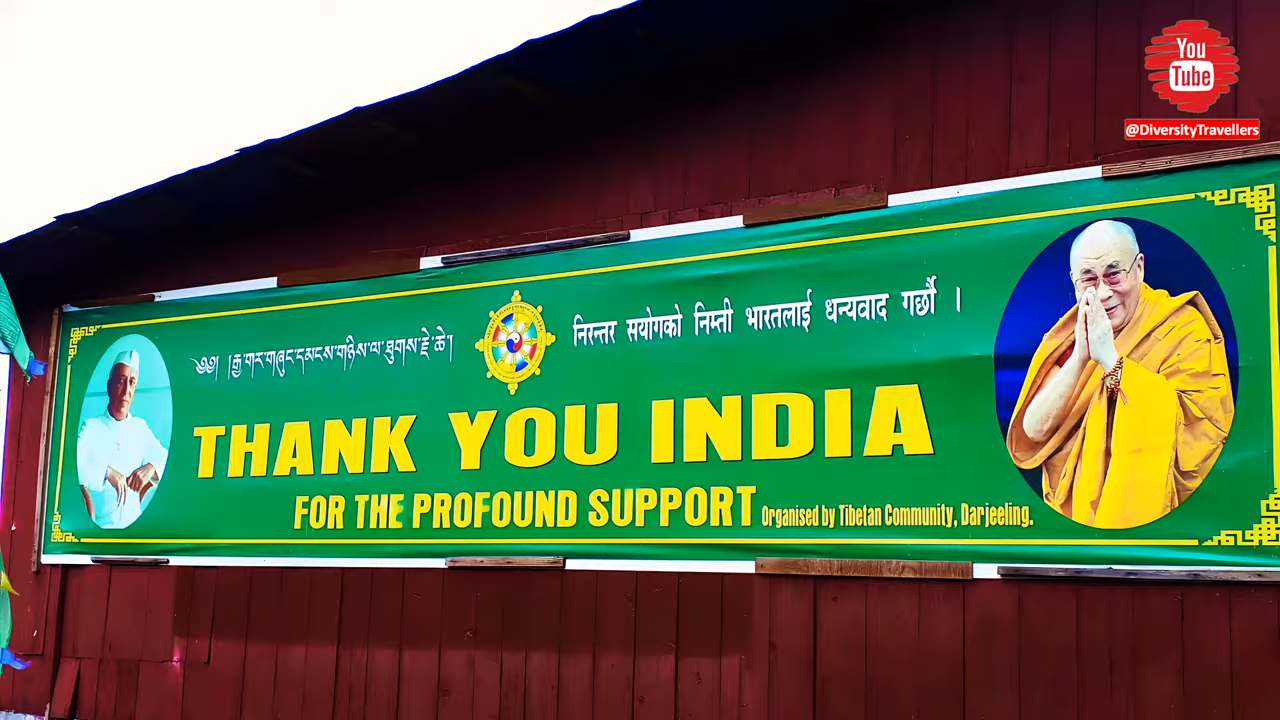 You
Tube
@DiversityTravellers
༄༅། །རྒྱ་གར་གཞུང་དམངས་གཉིས་ལ་ཐུགས་རྗེ་ཆེ།
निरन्तर सयोगको निम्ती भारतलाई धन्यवाद गर्छौं ।
THANK YOU INDIA
FOR THE PROFOUND SUPPORT Organised by Tibetan Community, Darjeeling.